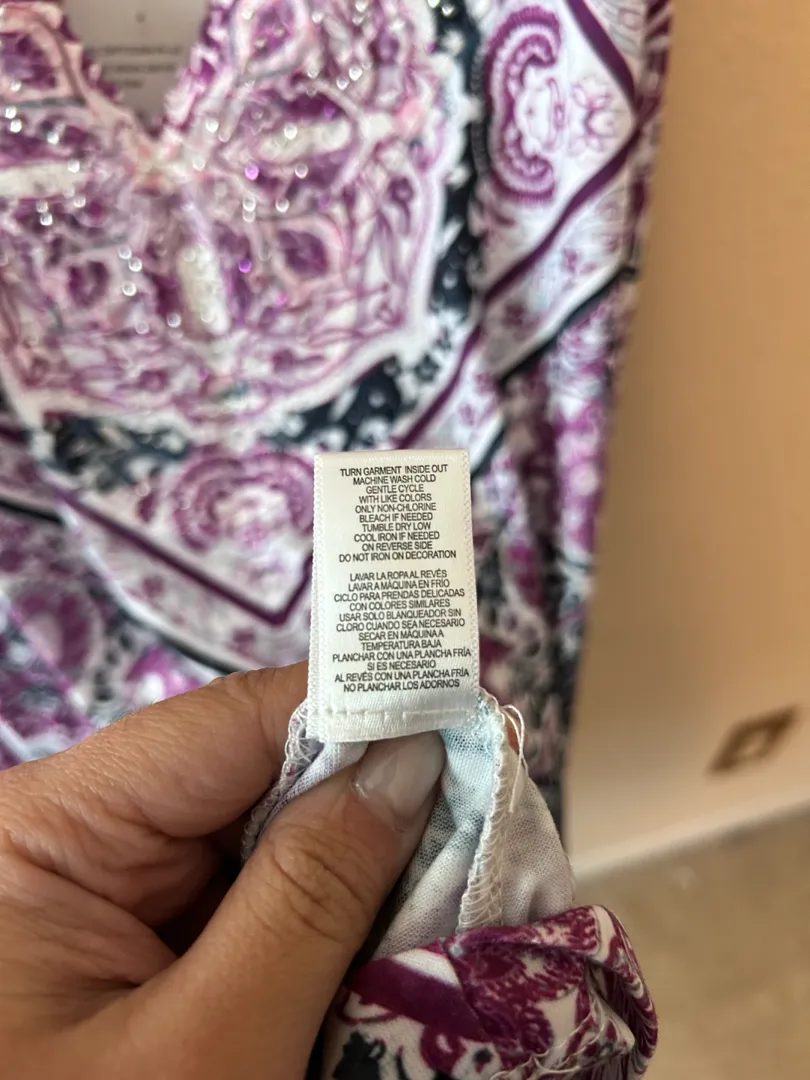 TURN GARMENT INSIDE OUT
MACHINE WASH COLD
GENTLE CYCLE
WITH LIKE COLORS
ONLY NON-CHLORINE
BLEACH IF NEEDED
TUMBLE DRY LOW
COOL IRON IF NEEDED
ON REVERSE SIDE
DO NOT IRON ON DECORATION
LAVAR LA ROPA AL REVÉS
LAVAR A MÁQUINA EN FRÍO
CICLO PARA PRENDAS DELICADAS
CON COLORES SIMILARES
USAR SOLO BLANQUEADOR SIN
CLORO CUANDO SEA NECESARIO
SECAR EN MÁQUINA A
TEMPERATURA BAJA
PLANCHAR CON UNA PLANCHA FRÍA
SI ES NECESARIO
AL REVÉS CON UNA PLANCHA FRÍA
NO PLANCHAR LOS ADORNOS